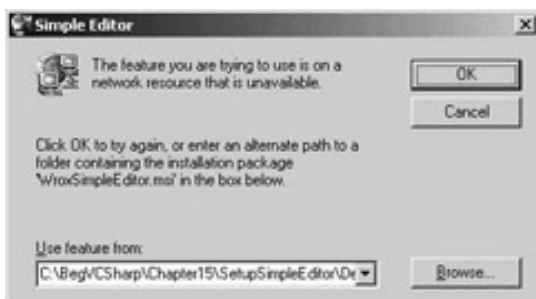 Simple Editor
The feature you are trying to use is on a
network resource that is unavailable.
OK
Cancel
Click OK to try again, or enter an alternate path to a
folder containing the installation package
'WroxSimpleEditor.msi' in the box below.
Use feature from:
C:\BegVCSharp\Chapter15\SetupSimpleEditor\De
Browse...